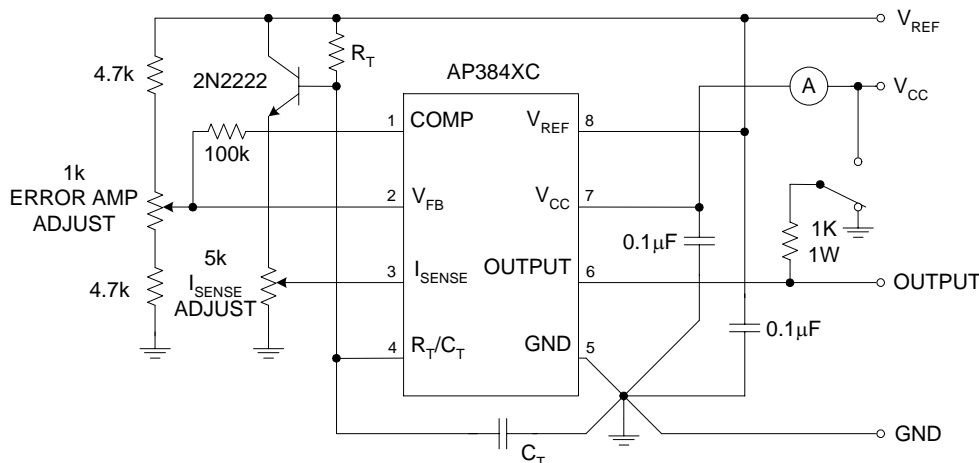 V_REF
R_T
4.7k
2N2222
AP384XC
A
V_CC
1
COMP
V_REF
8
100k
1k
ERROR AMP
ADJUST
2
V_FB
V_CC
7
0.1µF
1K
1W
5k
I_SENSE
ADJUST
4.7k
3
I_SENSE
OUTPUT
6
OUTPUT
0.1µF
4
R_T/C_T
GND
5
C_T
GND